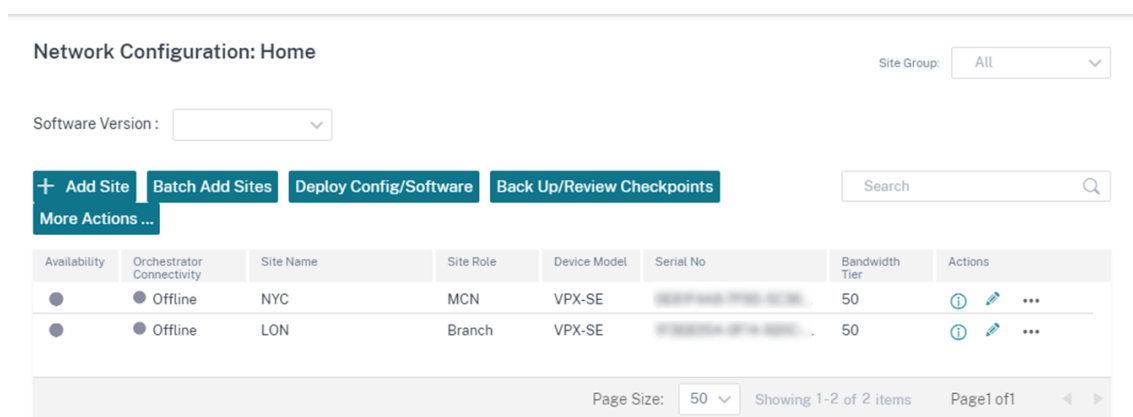 Network Configuration: Home
Site Group: All
Software Version :
+ Add Site Batch Add Sites Deploy Config/Software Back Up/Review Checkpoints Search
More Actions ...
Availability Orchestrator Connectivity Site Name Site Role Device Model Serial No Bandwidth Tier Actions
Offline NYC MCN VPX-SE 50 ...
Offline LON Branch VPX-SE 50 ...
Page Size: 50 Showing 1-2 of 2 items Page1 of1